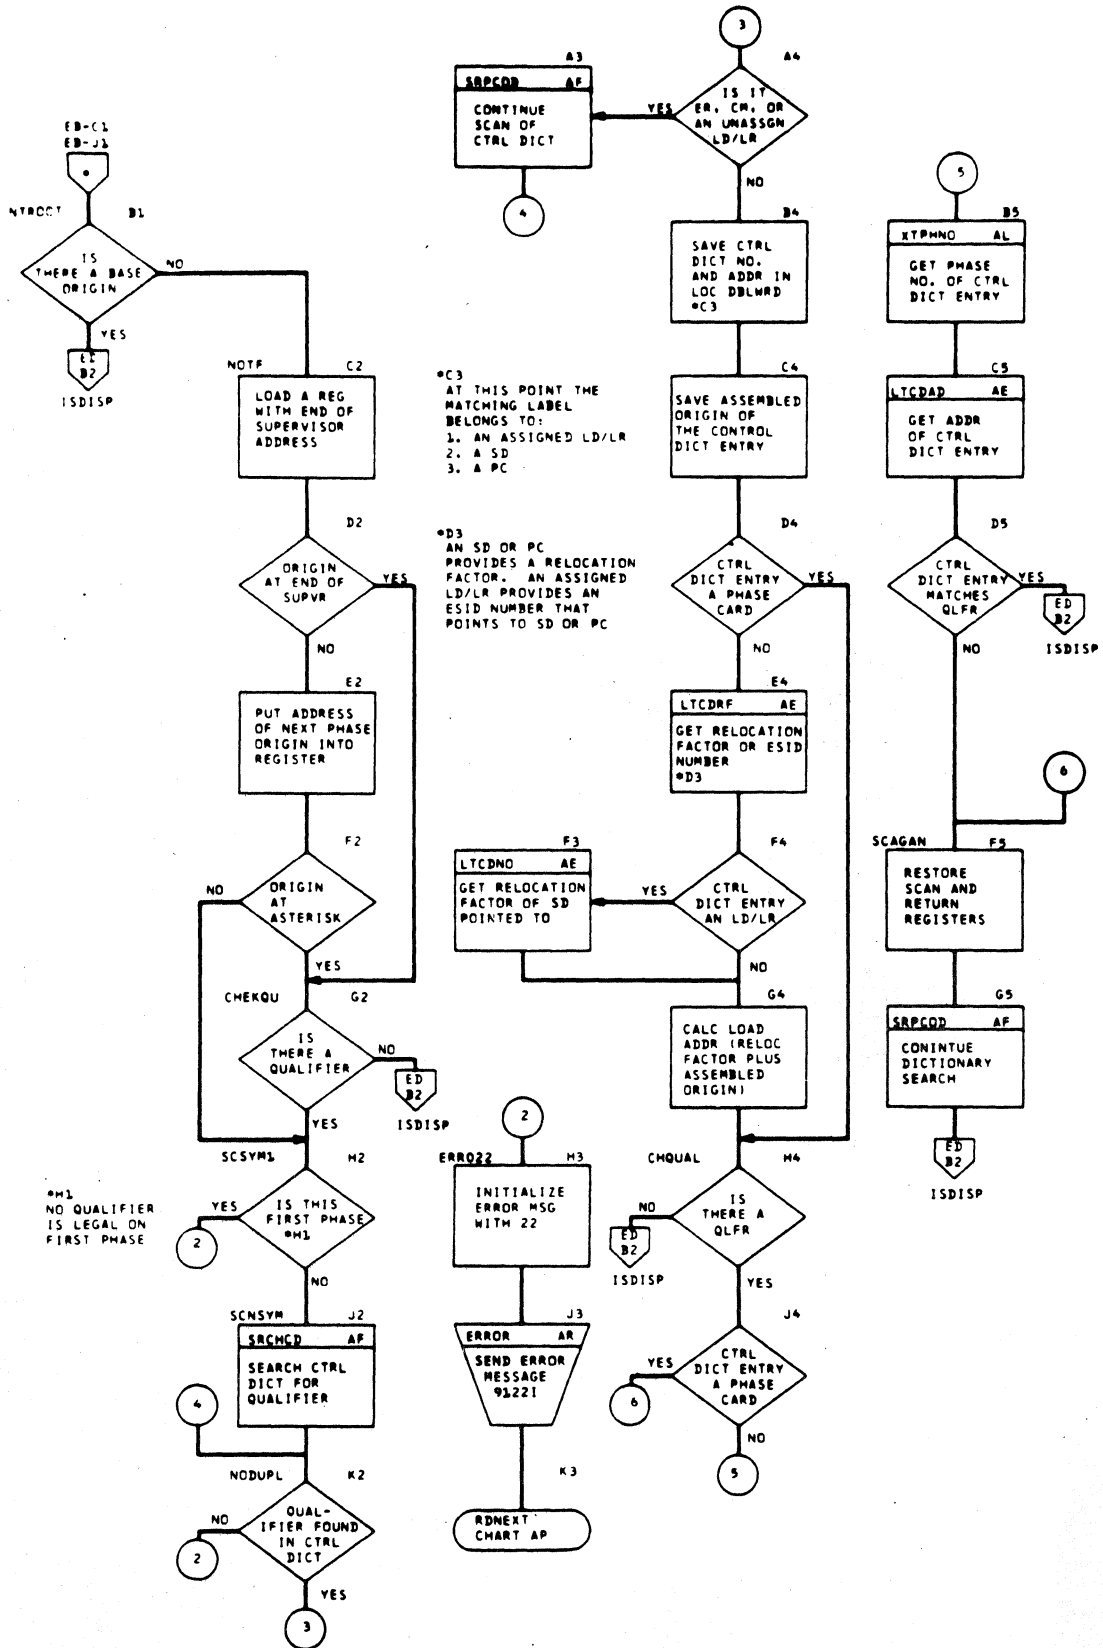 EB-C1
EB-J1
*
NTROCT
B1
IS
THERE A BASE
ORIGIN
NO
YES
B2
ISDISP
NOTF
C2
LOAD A REG
WITH END OF
SUPERVISOR
ADDRESS
D2
ORIGIN
AT END OF
SUPVR
YES
NO
E2
PUT ADDRESS
OF NEXT PHASE
ORIGIN INTO
REGISTER
F2
ORIGIN
AT
ASTERISK
NO
YES
CHEKQU
G2
IS
THERE A
QUALIFIER
NO
ED
B2
ISDISP
YES
SCSYM1
H2
*H1
NO QUALIFIER
IS LEGAL ON
FIRST PHASE
IS THIS
FIRST PHASE
*H1
YES
2
NO
SCNSYM
J2
SRCMCD AF
SEARCH CTRL
DICT FOR
QUALIFIER
4
NODUPL
K2
QUAL-
IFIER FOUND
IN CTRL
DICT
NO
2
YES
3
A3
SRPCOD AF
CONTINUE
SCAN OF
CTRL DICT
4
*C3
AT THIS POINT THE
MATCHING LABEL
BELONGS TO:
1. AN ASSIGNED LD/LR
2. A SD
3. A PC
*D3
AN SD OR PC
PROVIDES A RELOCATION
FACTOR. AN ASSIGNED
LD/LR PROVIDES AN
ESID NUMBER THAT
POINTS TO SD OR PC
F3
LTCDNO AE
GET RELOCATION
FACTOR OF SD
POINTED TO
2
ERR022
H3
INITIALIZE
ERROR MSG
WITH 22
J3
ERROR AR
SEND ERROR
MESSAGE
9122I
K3
RDNEXT
CHART AP
3
A4
IS IT
ER, CM, OR
AN UNASSGN
LD/LR
YES
NO
B4
SAVE CTRL
DICT NO.
AND ADDR IN
LOC DBLWRD
*C3
C4
SAVE ASSEMBLED
ORIGIN OF
THE CONTROL
DICT ENTRY
D4
CTRL
DICT ENTRY
A PHASE
CARD
YES
NO
E4
LTCDRF AE
GET RELOCATION
FACTOR OR ESID
NUMBER
*D3
F4
CTRL
DICT ENTRY
AN LD/LR
YES
NO
G4
CALC LOAD
ADDR (RELOC
FACTOR PLUS
ASSEMBLED
ORIGIN)
CHQUAL
H4
IS
THERE A
QLFR
NO
ED
B2
ISDISP
YES
J4
CTRL
DICT ENTRY
A PHASE
CARD
YES
6
NO
5
5
B5
XTPHNO AL
GET PHASE
NO. OF CTRL
DICT ENTRY
C5
LTCDAD AE
GET ADDR
OF CTRL
DICT ENTRY
D5
CTRL
DICT ENTRY
MATCHES
QLFR
YES
ED
B2
ISDISP
NO
6
SCAGAN
F5
RESTORE
SCAN AND
RETURN
REGISTERS
G5
SRPCOD AF
CONINTUE
DICTIONARY
SEARCH
ED
B2
ISDISP